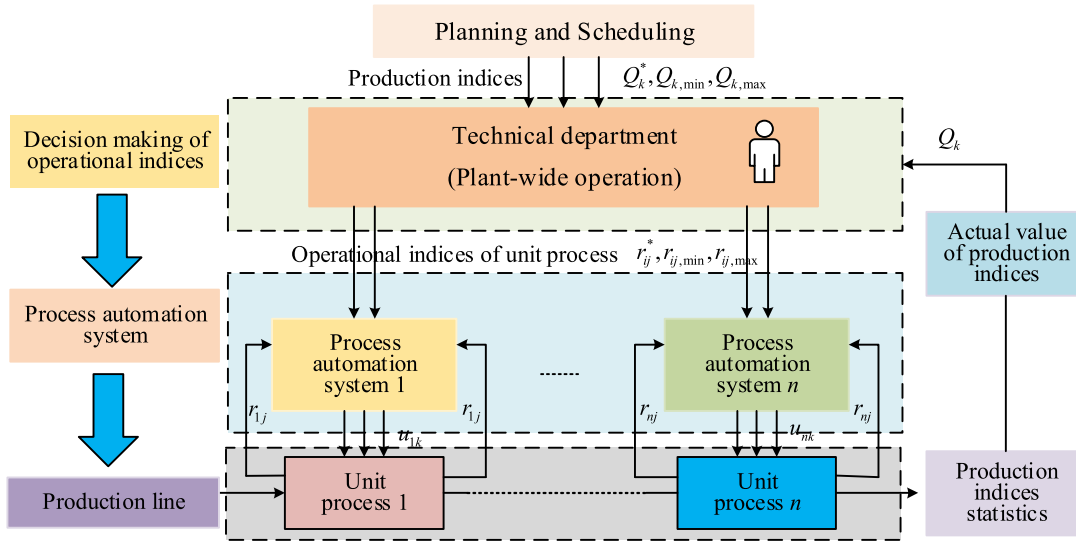 Planning and Scheduling
Production indices
Q*k, Qk,min, Qk,max
Decision making of
operational indices
Technical department
(Plant-wide operation)
Qk
Operational indices of unit process r*ij, rij,min, rij,max
Actual value
of production
indices
Process automation
system
Process
automation
system 1
......
Process
automation
system n
r1j
r1j
rnj
rnj
u1k
unk
Production line
Unit
process 1
Unit
process n
Production
indices
statistics